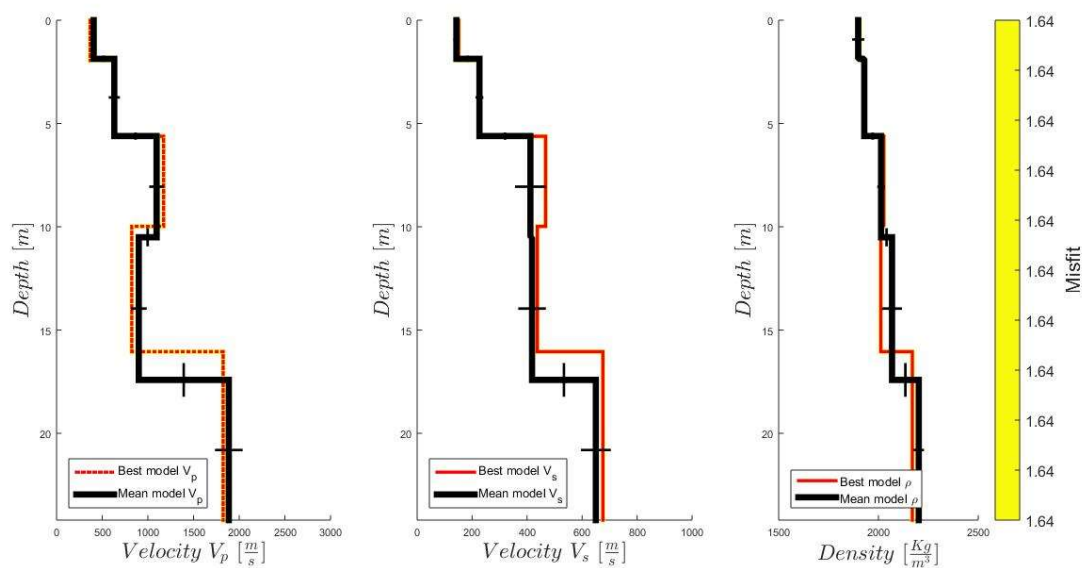 0
5
10
15
20
Depth [m]
0 500 1000 1500 2000 2500 3000
Velocity V_p [m/s]
Best model V_p
Mean model V_p
0
5
10
15
20
Depth [m]
0 200 400 600 800 1000
Velocity V_s [m/s]
Best model V_s
Mean model V_s
0
5
10
15
20
Depth [m]
1500 2000 2500
Density [Kg/m³]
Best model ρ
Mean model ρ
1.64
1.64
1.64
1.64
1.64
1.64
1.64
1.64
1.64
1.64
1.64
Misfit